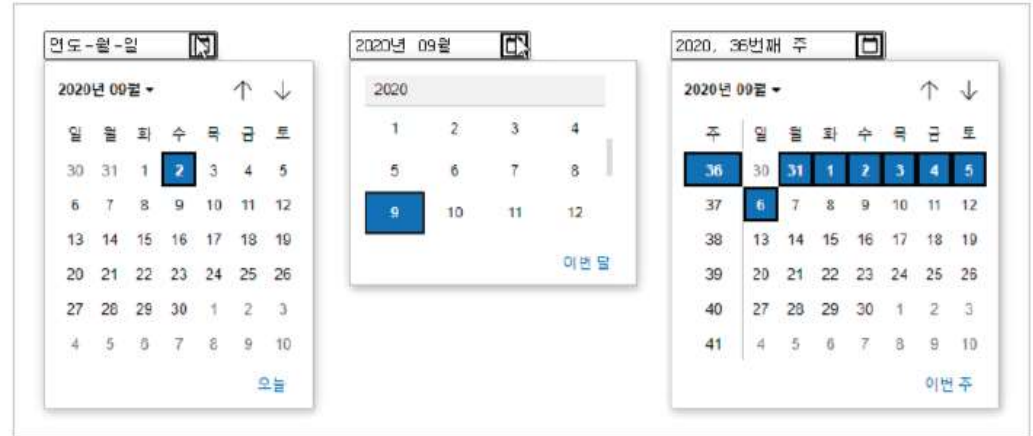 연도-월-일
2020년 09월
일 월 화 수 목 금 토
30 31 1 2 3 4 5
6 7 8 9 10 11 12
13 14 15 16 17 18 19
20 21 22 23 24 25 26
27 28 29 30 1 2 3
4 5 6 7 8 9 10
오늘
2020년 09월
2020
1 2 3 4
5 6 7 8
9 10 11 12
이번 달
2020, 36번째 주
2020년 09월
주 일 월 화 수 목 금 토
36 30 31 1 2 3 4 5
37 6 7 8 9 10 11 12
38 13 14 15 16 17 18 19
39 20 21 22 23 24 25 26
40 27 28 29 30 1 2 3
41 4 5 6 7 8 9 10
이번 주